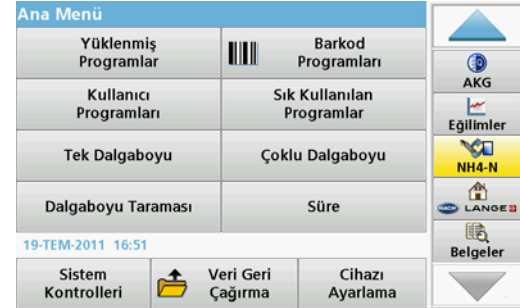 Ana Menü
Yüklenmiş
Programlar
Barkod
Programları
Kullanıcı
Programları
Sık Kullanılan
Programlar
Tek Dalgaboyu
Çoklu Dalgaboyu
Dalgaboyu Taraması
Süre
19-TEM-2011 16:51
Sistem
Kontrolleri
Veri Geri
Çağırma
Cihazı
Ayarlama
AKG
Eğilimler
NH4-N
HACH LANGE
Belgeler